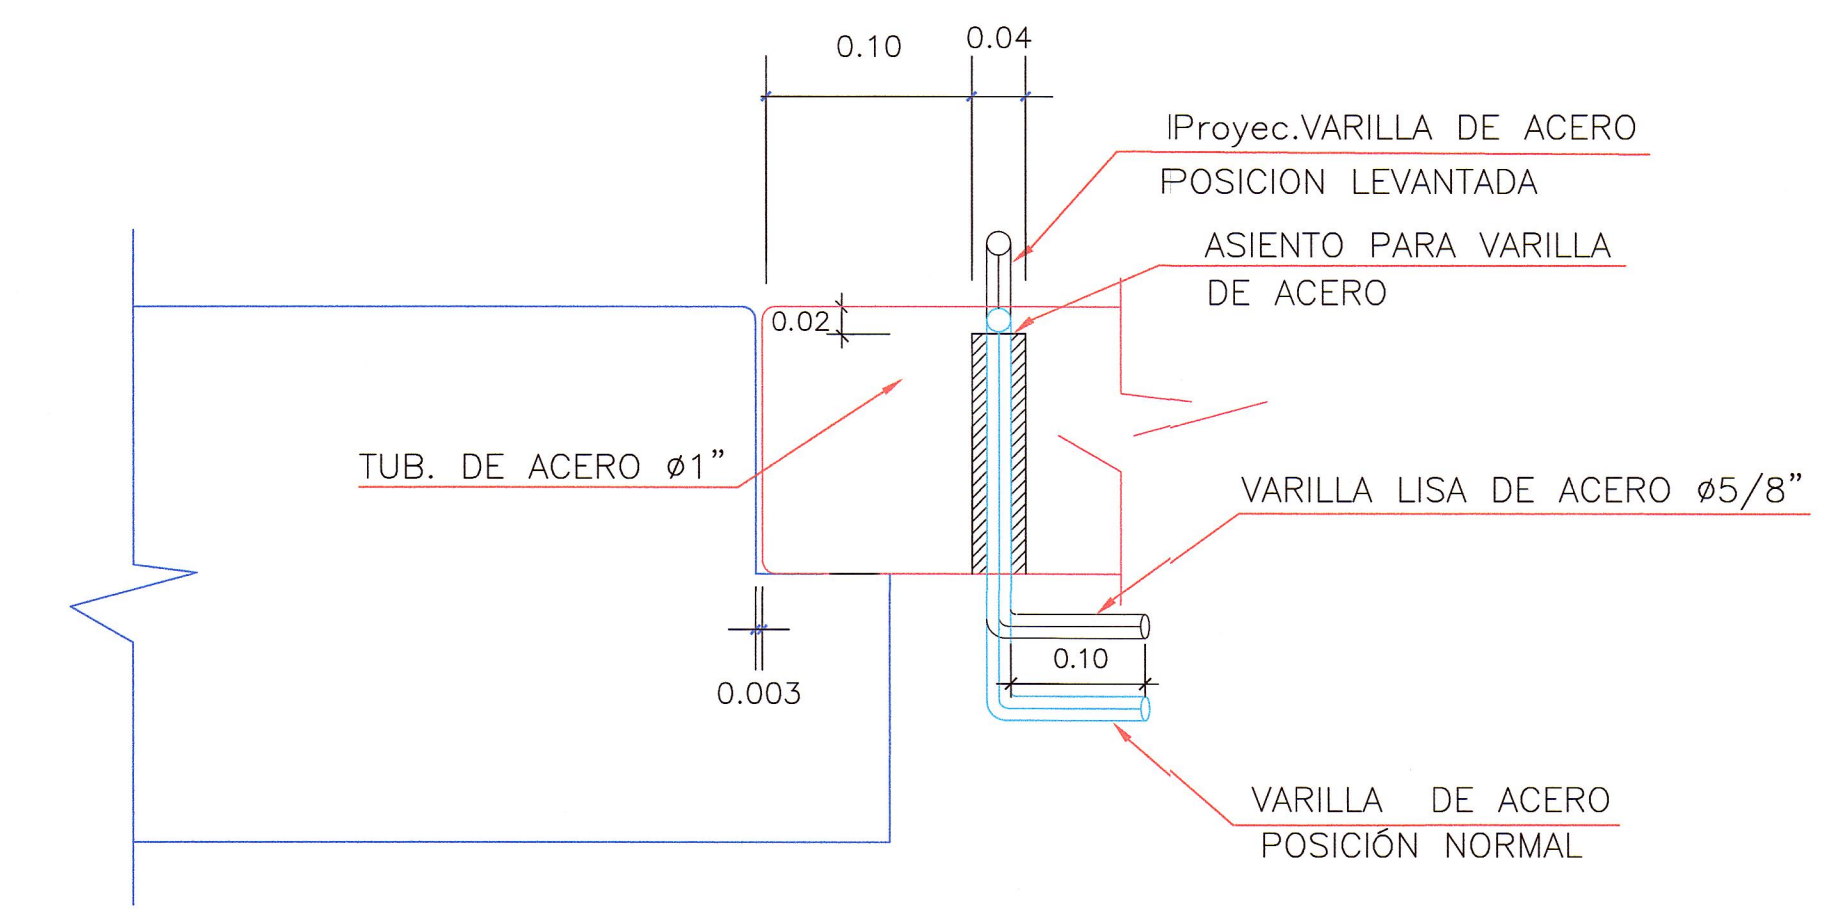 0.10
0.04
Proyec.VARILLA DE ACERO
POSICION LEVANTADA
ASIENTO PARA VARILLA
DE ACERO
0.02
TUB. DE ACERO ø1”
VARILLA LISA DE ACERO ø5/8”
0.10
0.003
VARILLA DE ACERO
POSICIÓN NORMAL